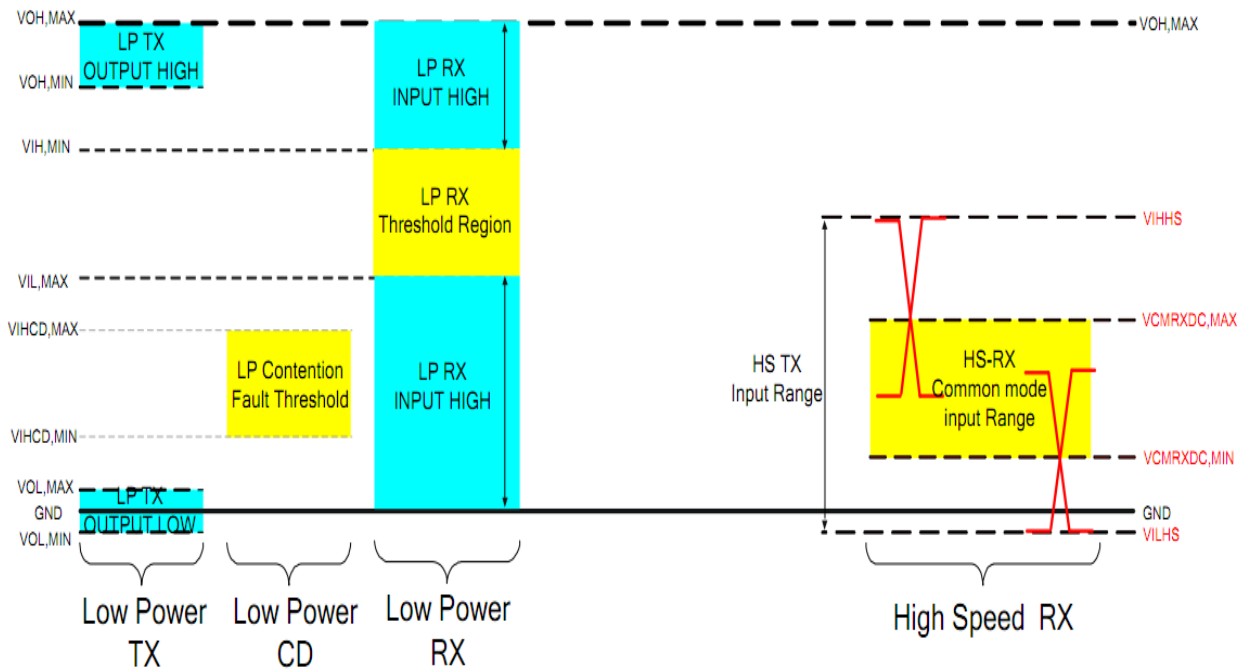 VOH,MAX
LP TX
OUTPUT HIGH
VOH,MIN
VIH,MIN
VIL,MAX
VIHCD,MAX
LP Contention
Fault Threshold
VIHCD,MIN
VOL,MAX
LP TX
GND
OUTPUT LOW
VOL,MIN
LP RX
INPUT HIGH
LP RX
Threshold Region
LP RX
INPUT HIGH
HS TX
Input Range
HS-RX
Common mode
input Range
VOH,MAX
VIHHS
VCMRXDC,MAX
VCMRXDC,MIN
GND
VILHS
Low Power
TX
Low Power
CD
Low Power
RX
High Speed RX